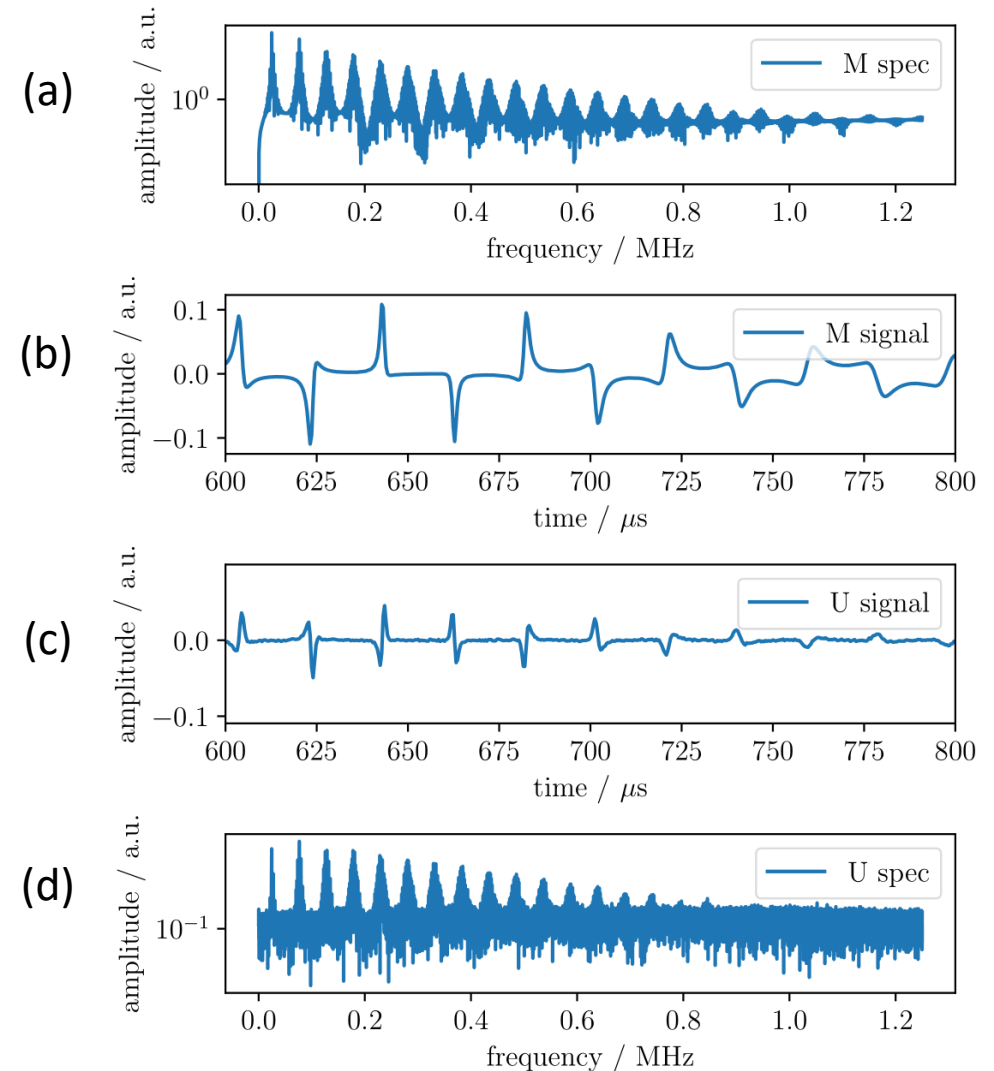 (a)
amplitude / a.u.
10⁰
M spec
0.0 0.2 0.4 0.6 0.8 1.0 1.2
frequency / MHz
(b)
amplitude / a.u.
0.1
0.0
−0.1
M signal
600 625 650 675 700 725 750 775 800
time / μs
(c)
amplitude / a.u.
0.0
−0.1
U signal
600 625 650 675 700 725 750 775 800
time / μs
(d)
amplitude / a.u.
10⁻¹
U spec
0.0 0.2 0.4 0.6 0.8 1.0 1.2
frequency / MHz